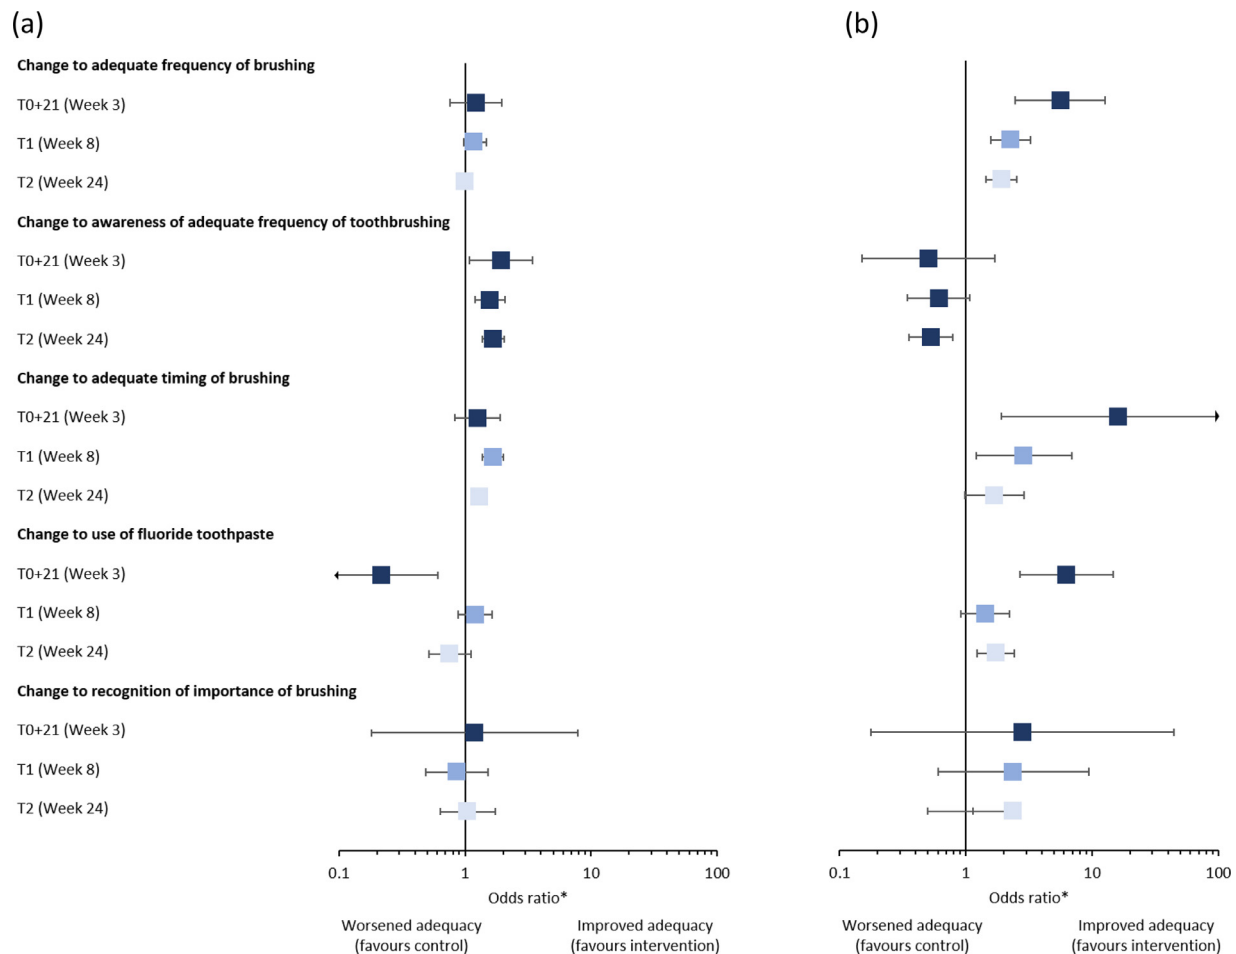 (a)
(b)
Change to adequate frequency of brushing
T0+21 (Week 3)
T1 (Week 8)
T2 (Week 24)
Change to awareness of adequate frequency of toothbrushing
T0+21 (Week 3)
T1 (Week 8)
T2 (Week 24)
Change to adequate timing of brushing
T0+21 (Week 3)
T1 (Week 8)
T2 (Week 24)
Change to use of fluoride toothpaste
T0+21 (Week 3)
T1 (Week 8)
T2 (Week 24)
Change to recognition of importance of brushing
T0+21 (Week 3)
T1 (Week 8)
T2 (Week 24)
0.1 1 10 100
Odds ratio*
Worsened adequacy
(favours control)
Improved adequacy
(favours intervention)
0.1 1 10 100
Odds ratio*
Worsened adequacy
(favours control)
Improved adequacy
(favours intervention)